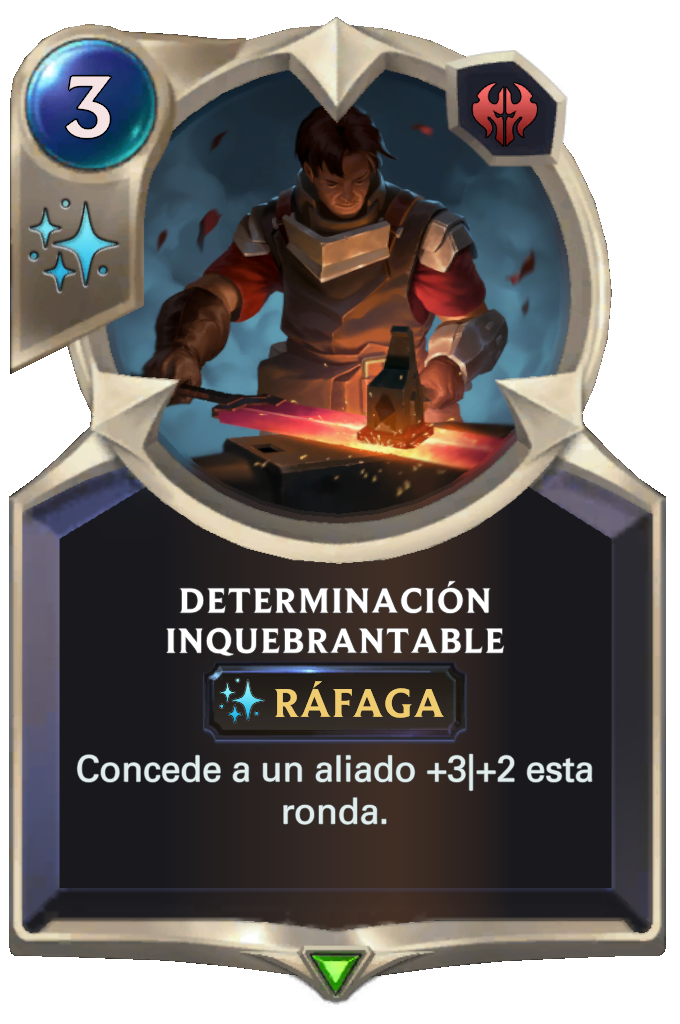 3
DETERMINACIÓN
INQUEBRANTABLE
RÁFAGA
Concede a un aliado +3|+2 esta
ronda.